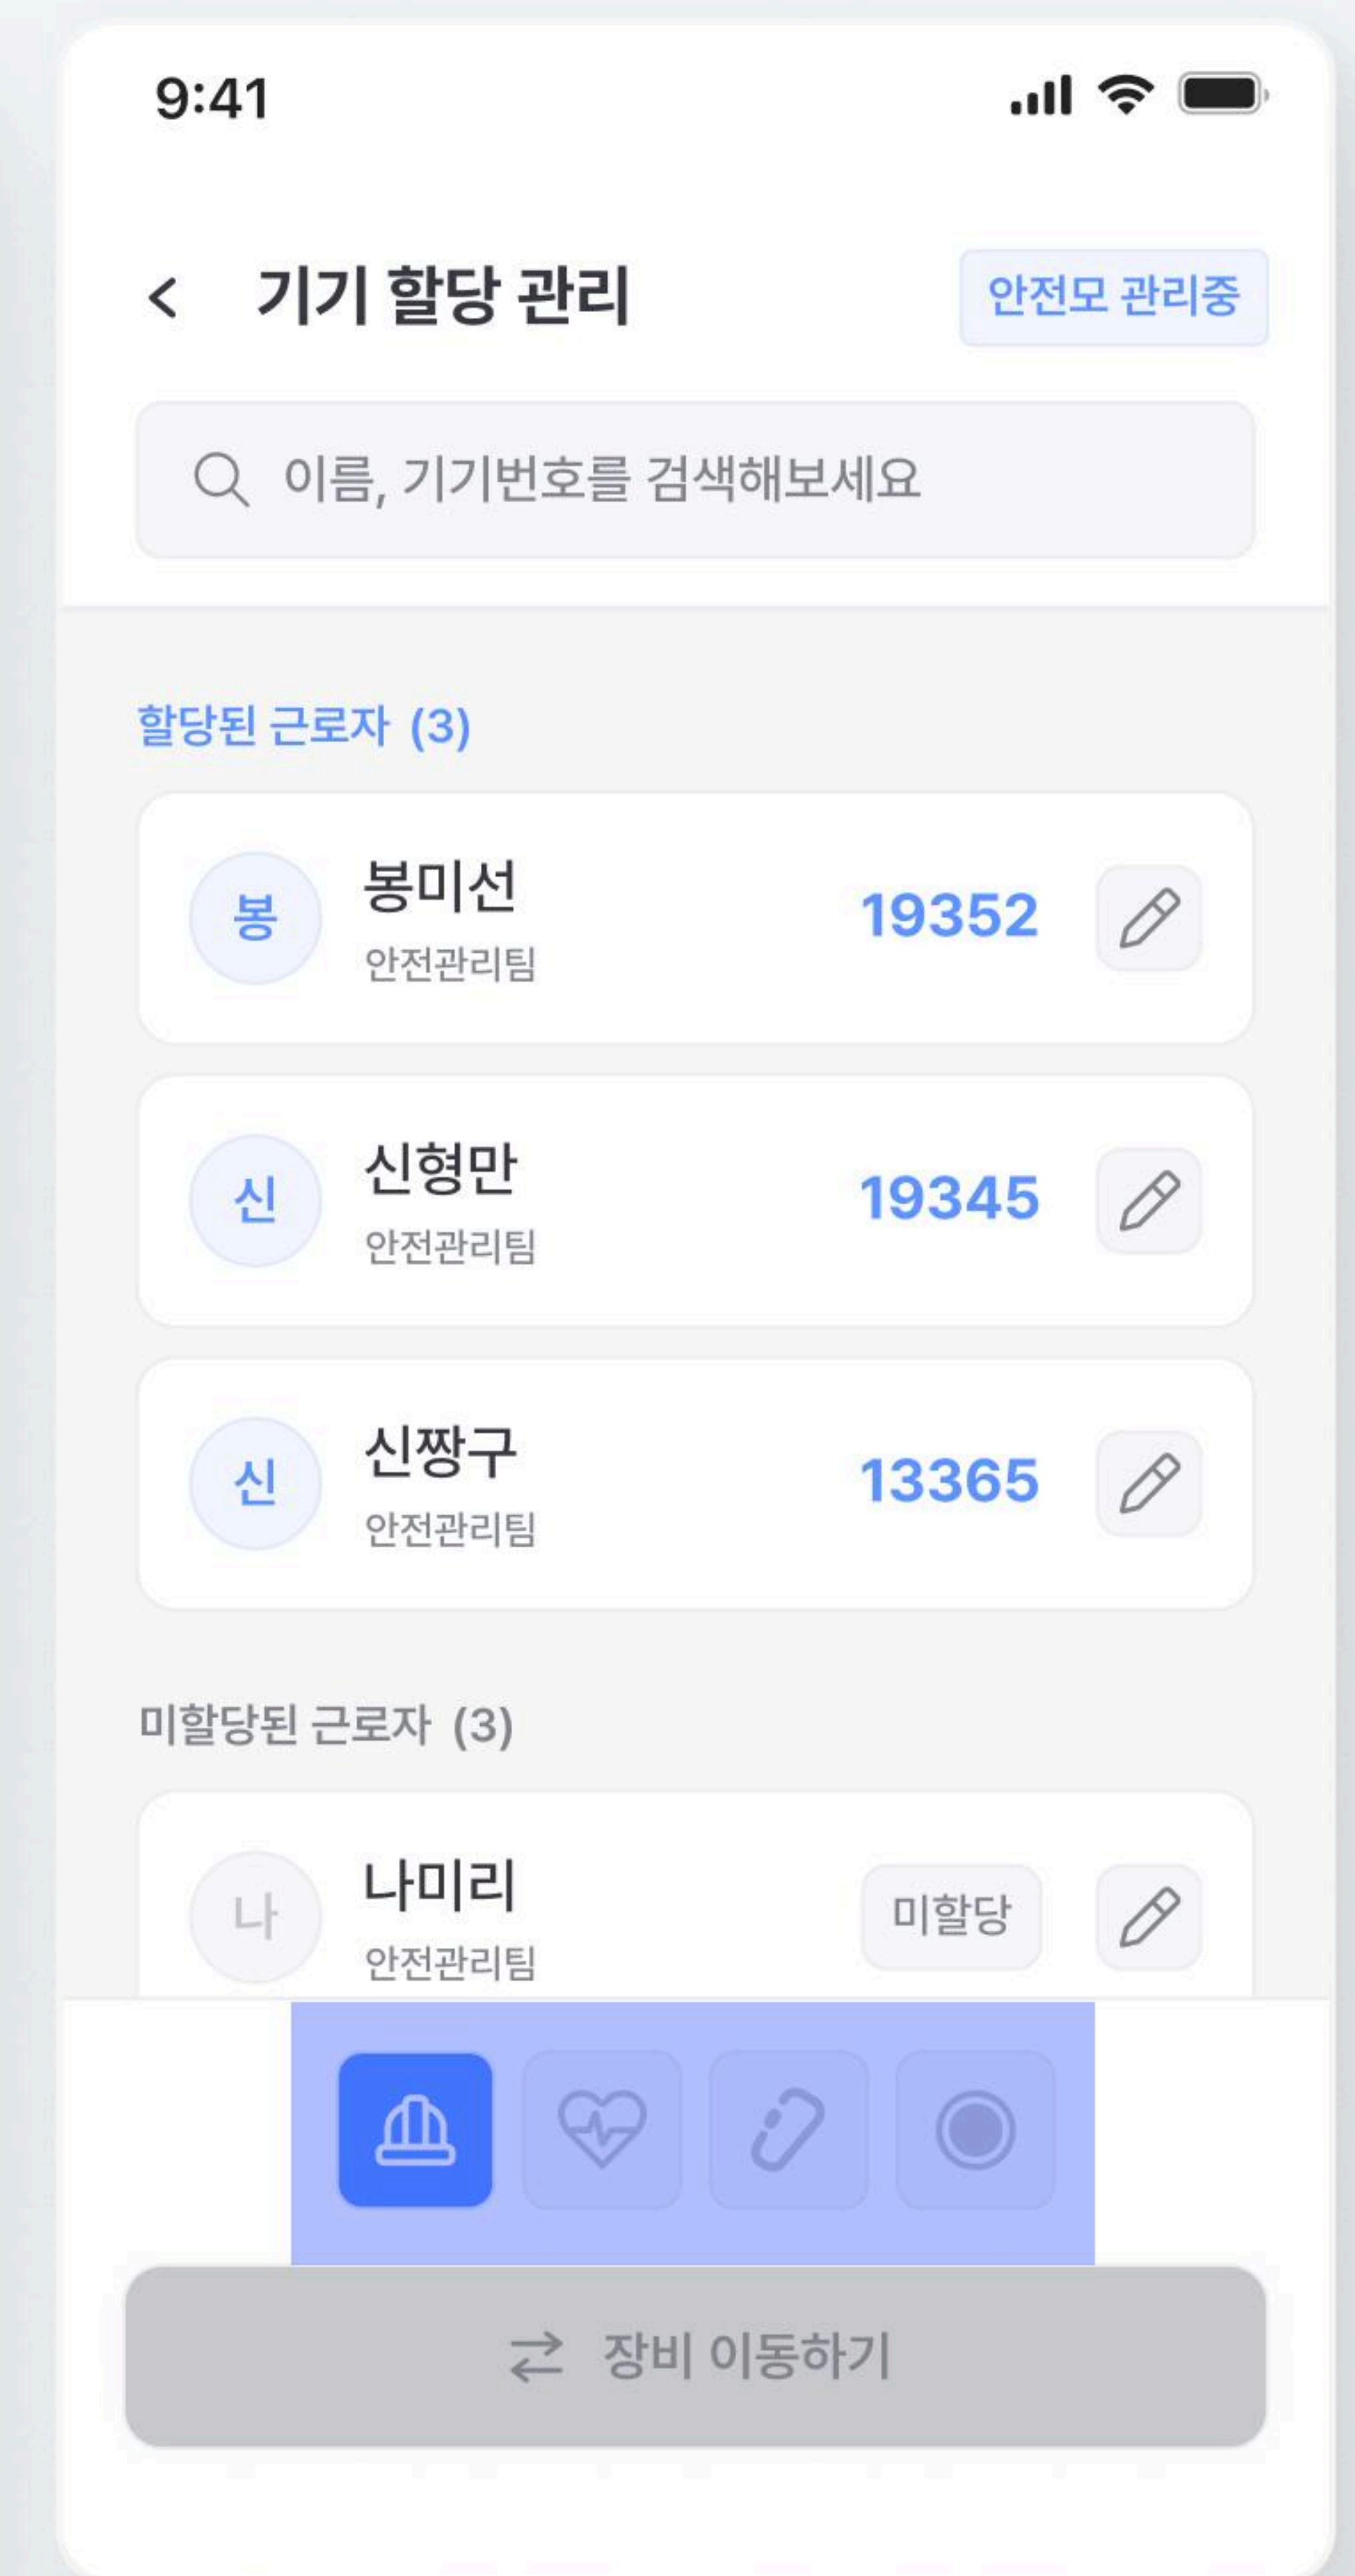 9:41
기기 할당 관리
안전모 관리중
이름, 기기번호를 검색해보세요
할당된 근로자 (3)
봉
봉미선
안전관리팀
19352
신
신형만
안전관리팀
19345
신
신짱구
안전관리팀
13365
미할당된 근로자 (3)
나
나미리
안전관리팀
미할당
장비 이동하기